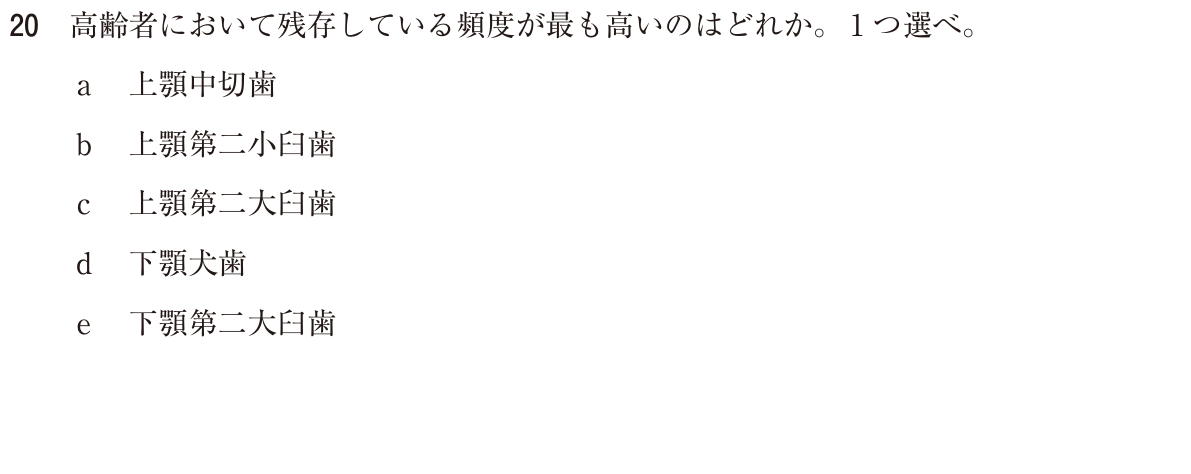 20 高齢者において残存している頻度が最も高いのはどれか。1つ選べ。
a 上顎中切歯
b 上顎第二小臼歯
c 上顎第二大臼歯
d 下顎犬歯
e 下顎第二大臼歯